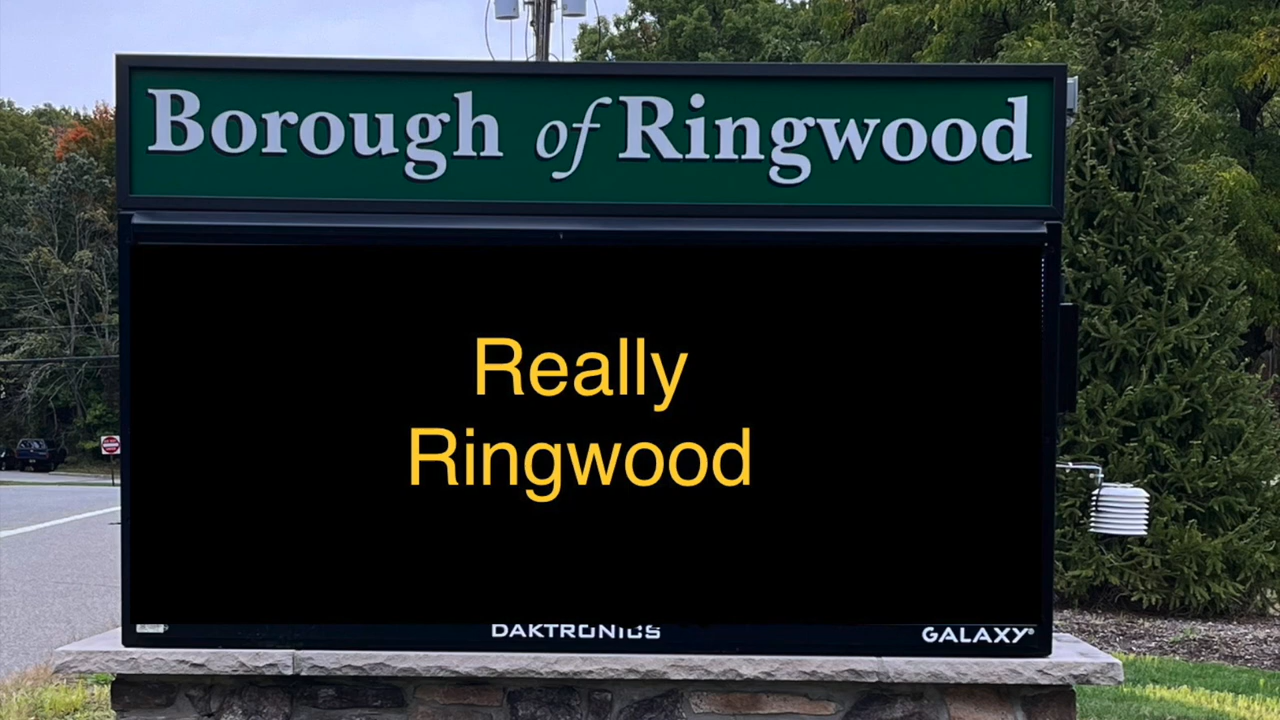 Borough of Ringwood
Really
Ringwood
DAKTRONICS
GALAXY®